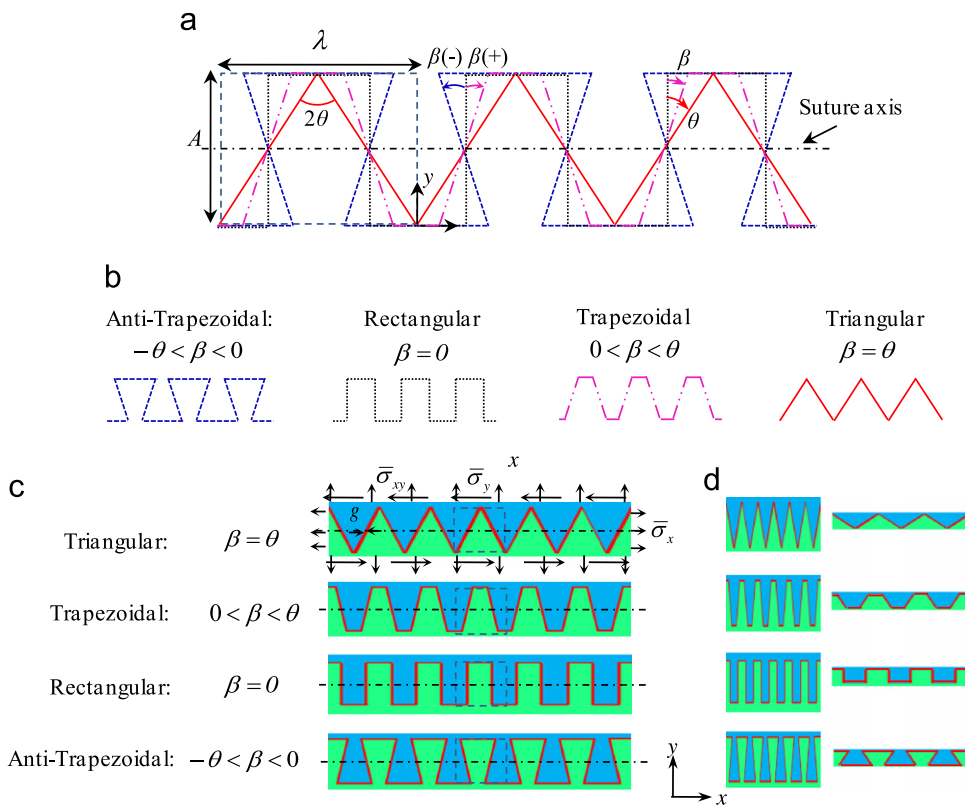 a
λ
β(-) β(+)
β
2θ
θ
Suture axis
A
y
b
Anti-Trapezoidal:
−θ < β < 0
Rectangular
β = 0
Trapezoidal
0 < β < θ
Triangular
β = θ
x
c
d
σ̅xy
σ̅y
g
σ̅x
Triangular: β = θ
Trapezoidal: 0 < β < θ
Rectangular: β = 0
Anti-Trapezoidal: −θ < β < 0
y
x